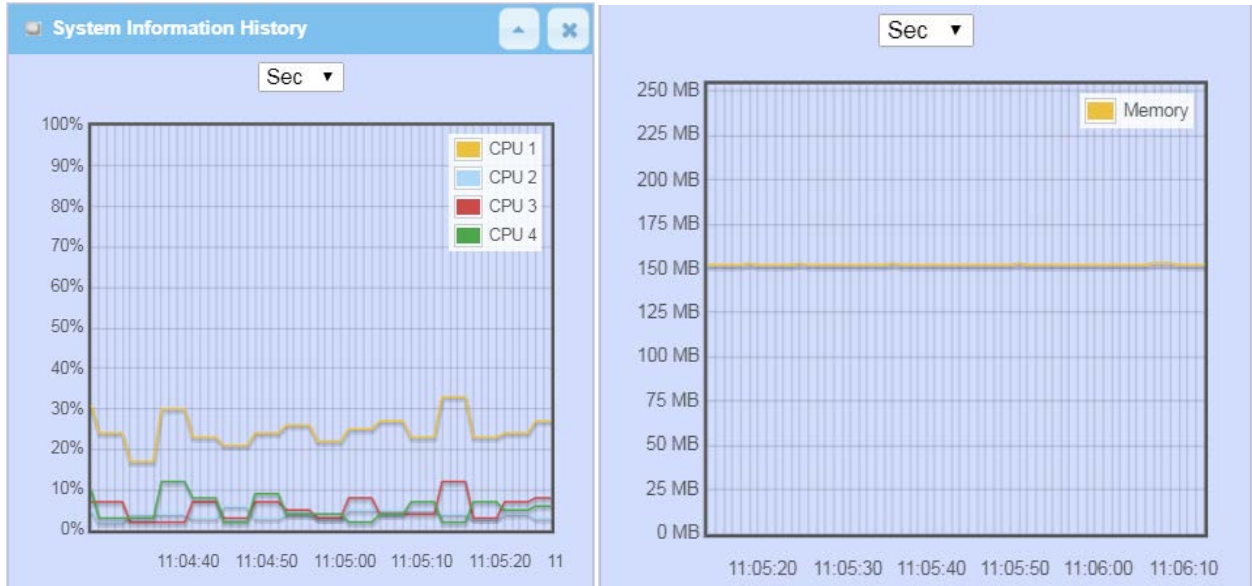 System Information History
Sec
100%
90%
80%
70%
60%
50%
40%
30%
20%
10%
0%
CPU 1
CPU 2
CPU 3
CPU 4
11:04:40 11:04:50 11:05:00 11:05:10 11:05:20 11
Sec
250 MB
225 MB
200 MB
175 MB
150 MB
125 MB
100 MB
75 MB
50 MB
25 MB
0 MB
Memory
11:05:20 11:05:30 11:05:40 11:05:50 11:06:00 11:06:10